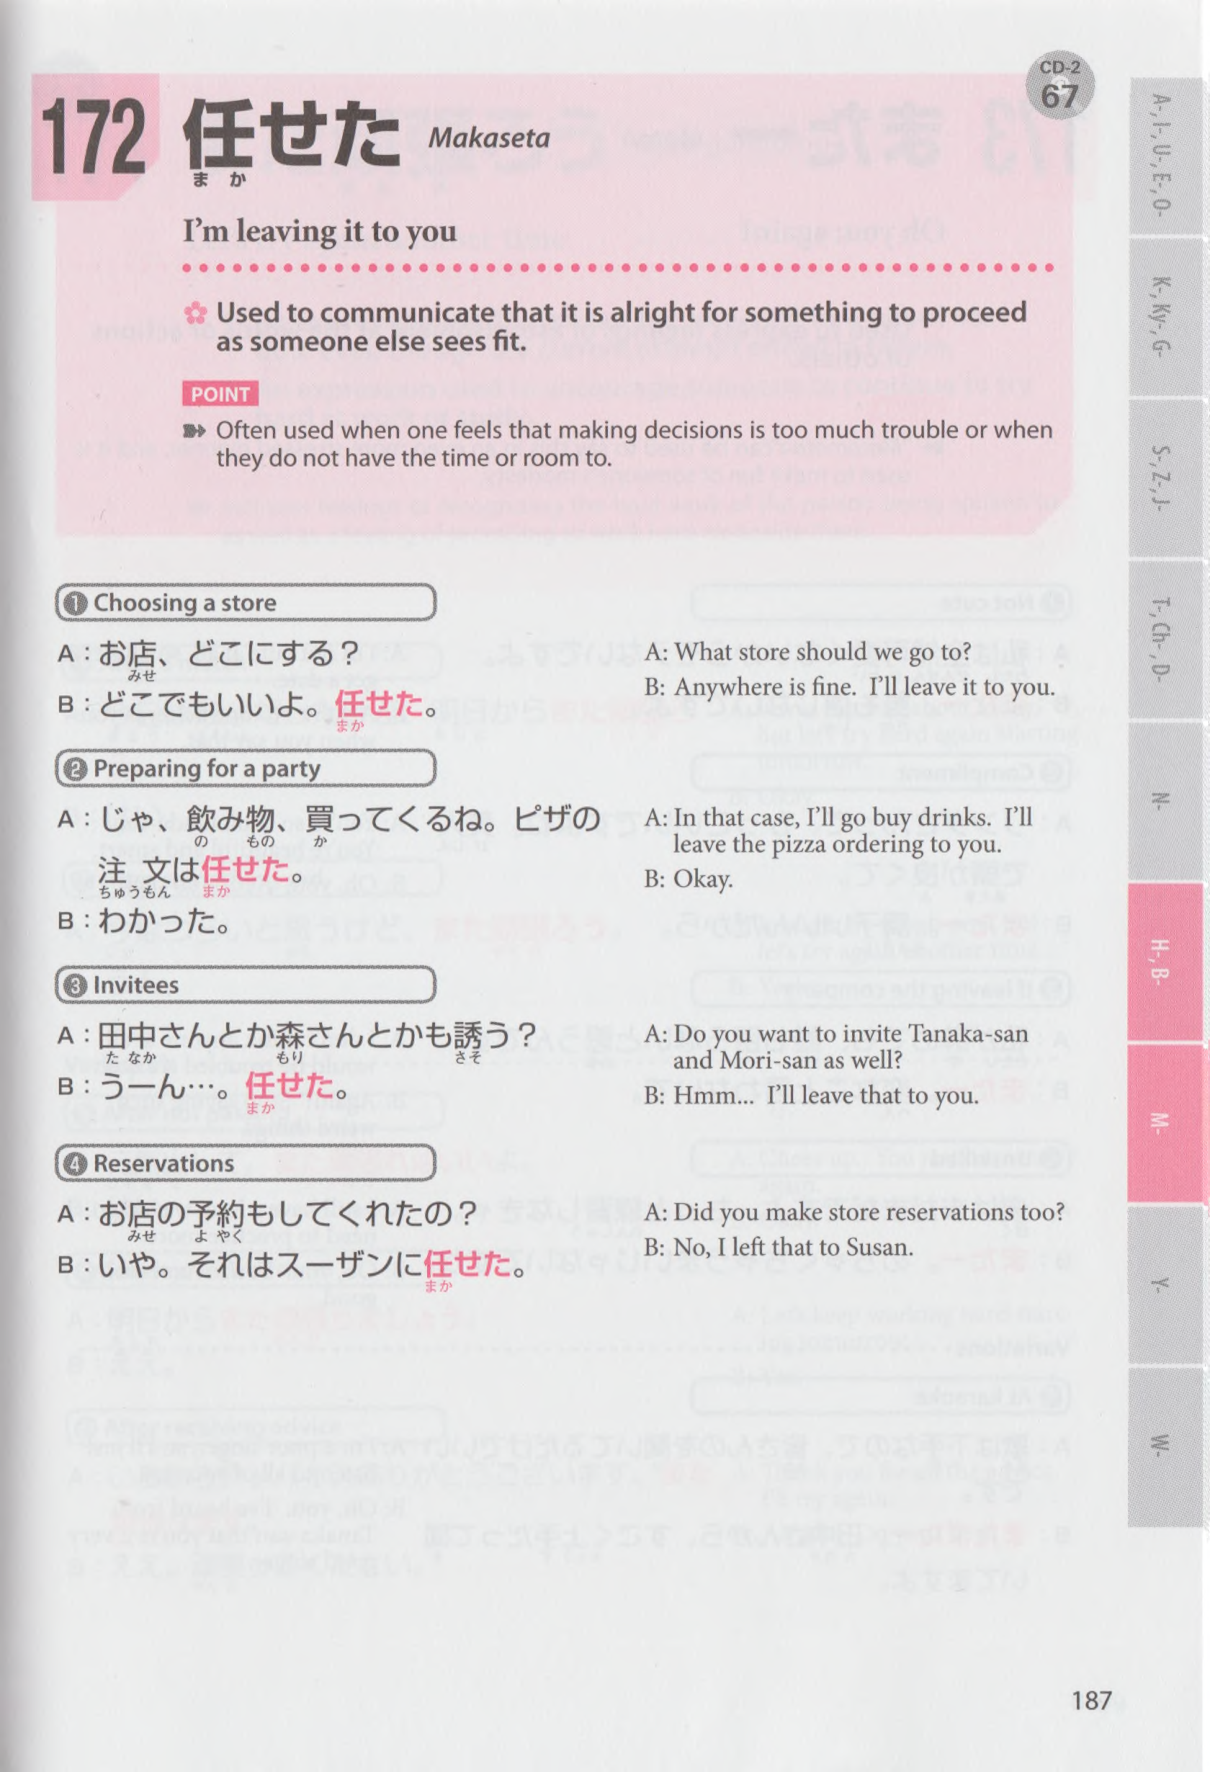 CD-2
67
172 任せた Makaseta
まか
I'm leaving it to you
Used to communicate that it is alright for something to proceed
as someone else sees fit.
POINT
Often used when one feels that making decisions is too much trouble or when
they do not have the time or room to.
❶ Choosing a store
A：お店、どこにする？
みせ
B：どこでもいいよ。任せた。
まか
A: What store should we go to?
B: Anywhere is fine. I'll leave it to you.
❷ Preparing for a party
A：じゃ、飲み物、買ってくるね。ピザの
の もの か
注文は任せた。
ちゅうもん まか
B：わかった。
A: In that case, I'll go buy drinks. I'll
leave the pizza ordering to you.
B: Okay.
❸ Invitees
A：田中さんとか森さんとかも誘う？
た なか もり さそ
B：うーん…。任せた。
まか
A: Do you want to invite Tanaka-san
and Mori-san as well?
B: Hmm... I'll leave that to you.
❹ Reservations
A：お店の予約もしてくれたの？
みせ よ やく
B：いや。それはスーザンに任せた。
まか
A: Did you make store reservations too?
B: No, I left that to Susan.
A-, I-, U-, E-, O-
K-, Ky-, G-
S-, Z-, J-
T-, Ch-, D-
N-
H-, B-
M-
Y-
W-
187